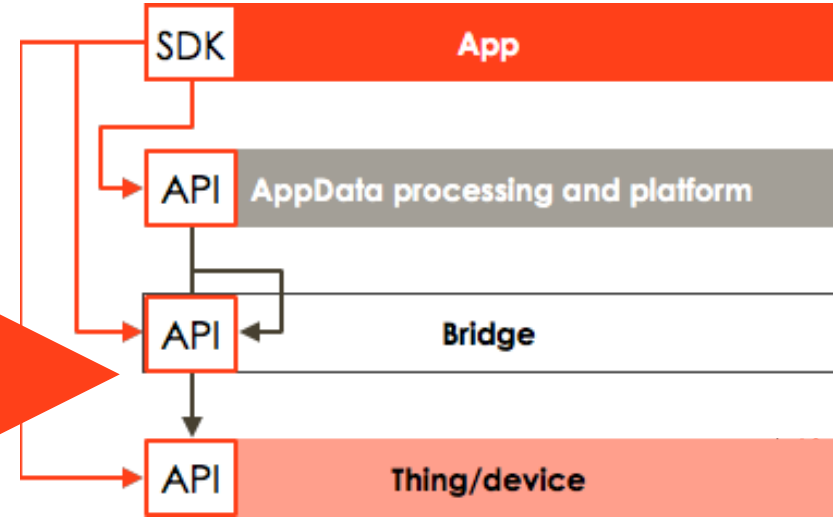 SDK App
API AppData processing and platform
API Bridge
API Thing/device